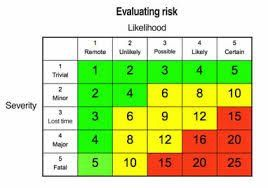 Evaluating risk
Likelihood
1 2 3 4 5
Remote Unlikely Possible Likely Certain
1 Trivial 1 2 3 4 5
2 Minor 2 4 6 8 10
Severity
3 Lost time 3 6 9 12 15
4 Major 4 8 12 16 20
5 Fatal 5 10 15 20 25